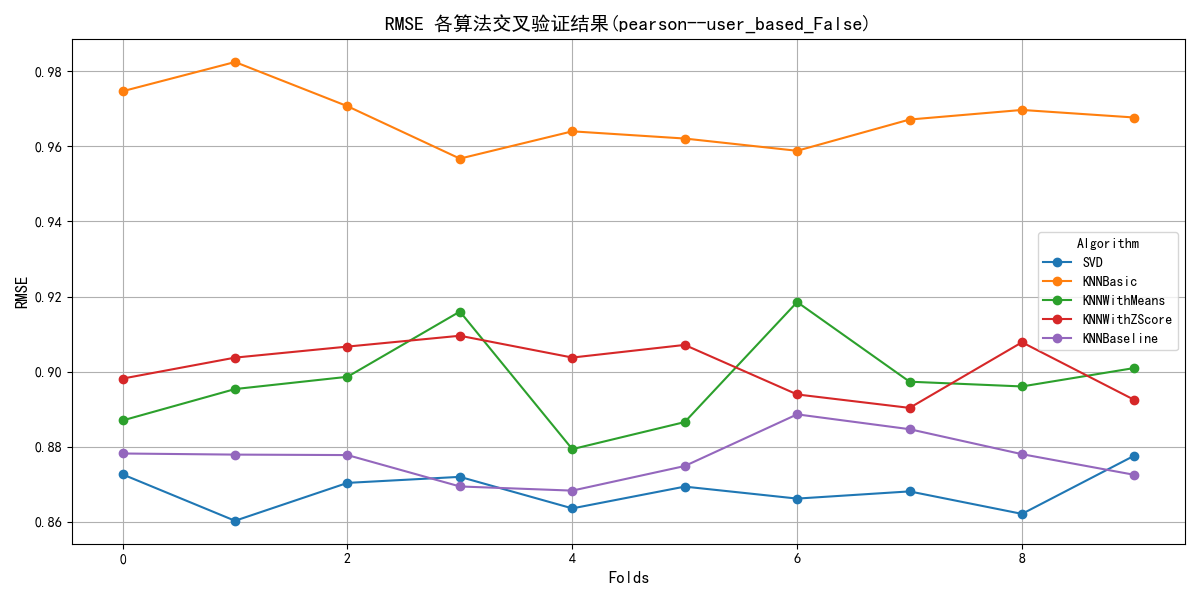 RMSE 各算法交叉验证结果(pearson--user_based_False)
0.98
0.96
0.94
0.92
0.90
0.88
0.86
RMSE
Algorithm
SVD
KNNBasic
KNNWithMeans
KNNWithZScore
KNNBaseline
0 2 4 6 8
Folds